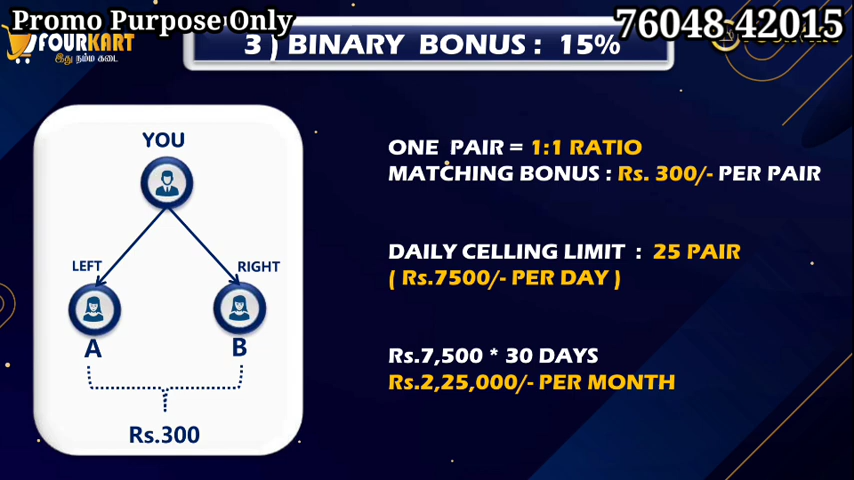 Promo Purpose Only
76048 42015
FOURKART
இது நம்ம கடை
3 ) BINARY BONUS : 15%
YOU
LEFT
RIGHT
A
B
Rs.300
ONE PAIR = 1:1 RATIO
MATCHING BONUS : Rs. 300/- PER PAIR
DAILY CELLING LIMIT : 25 PAIR
( Rs.7500/- PER DAY )
Rs.7,500 * 30 DAYS
Rs.2,25,000/- PER MONTH